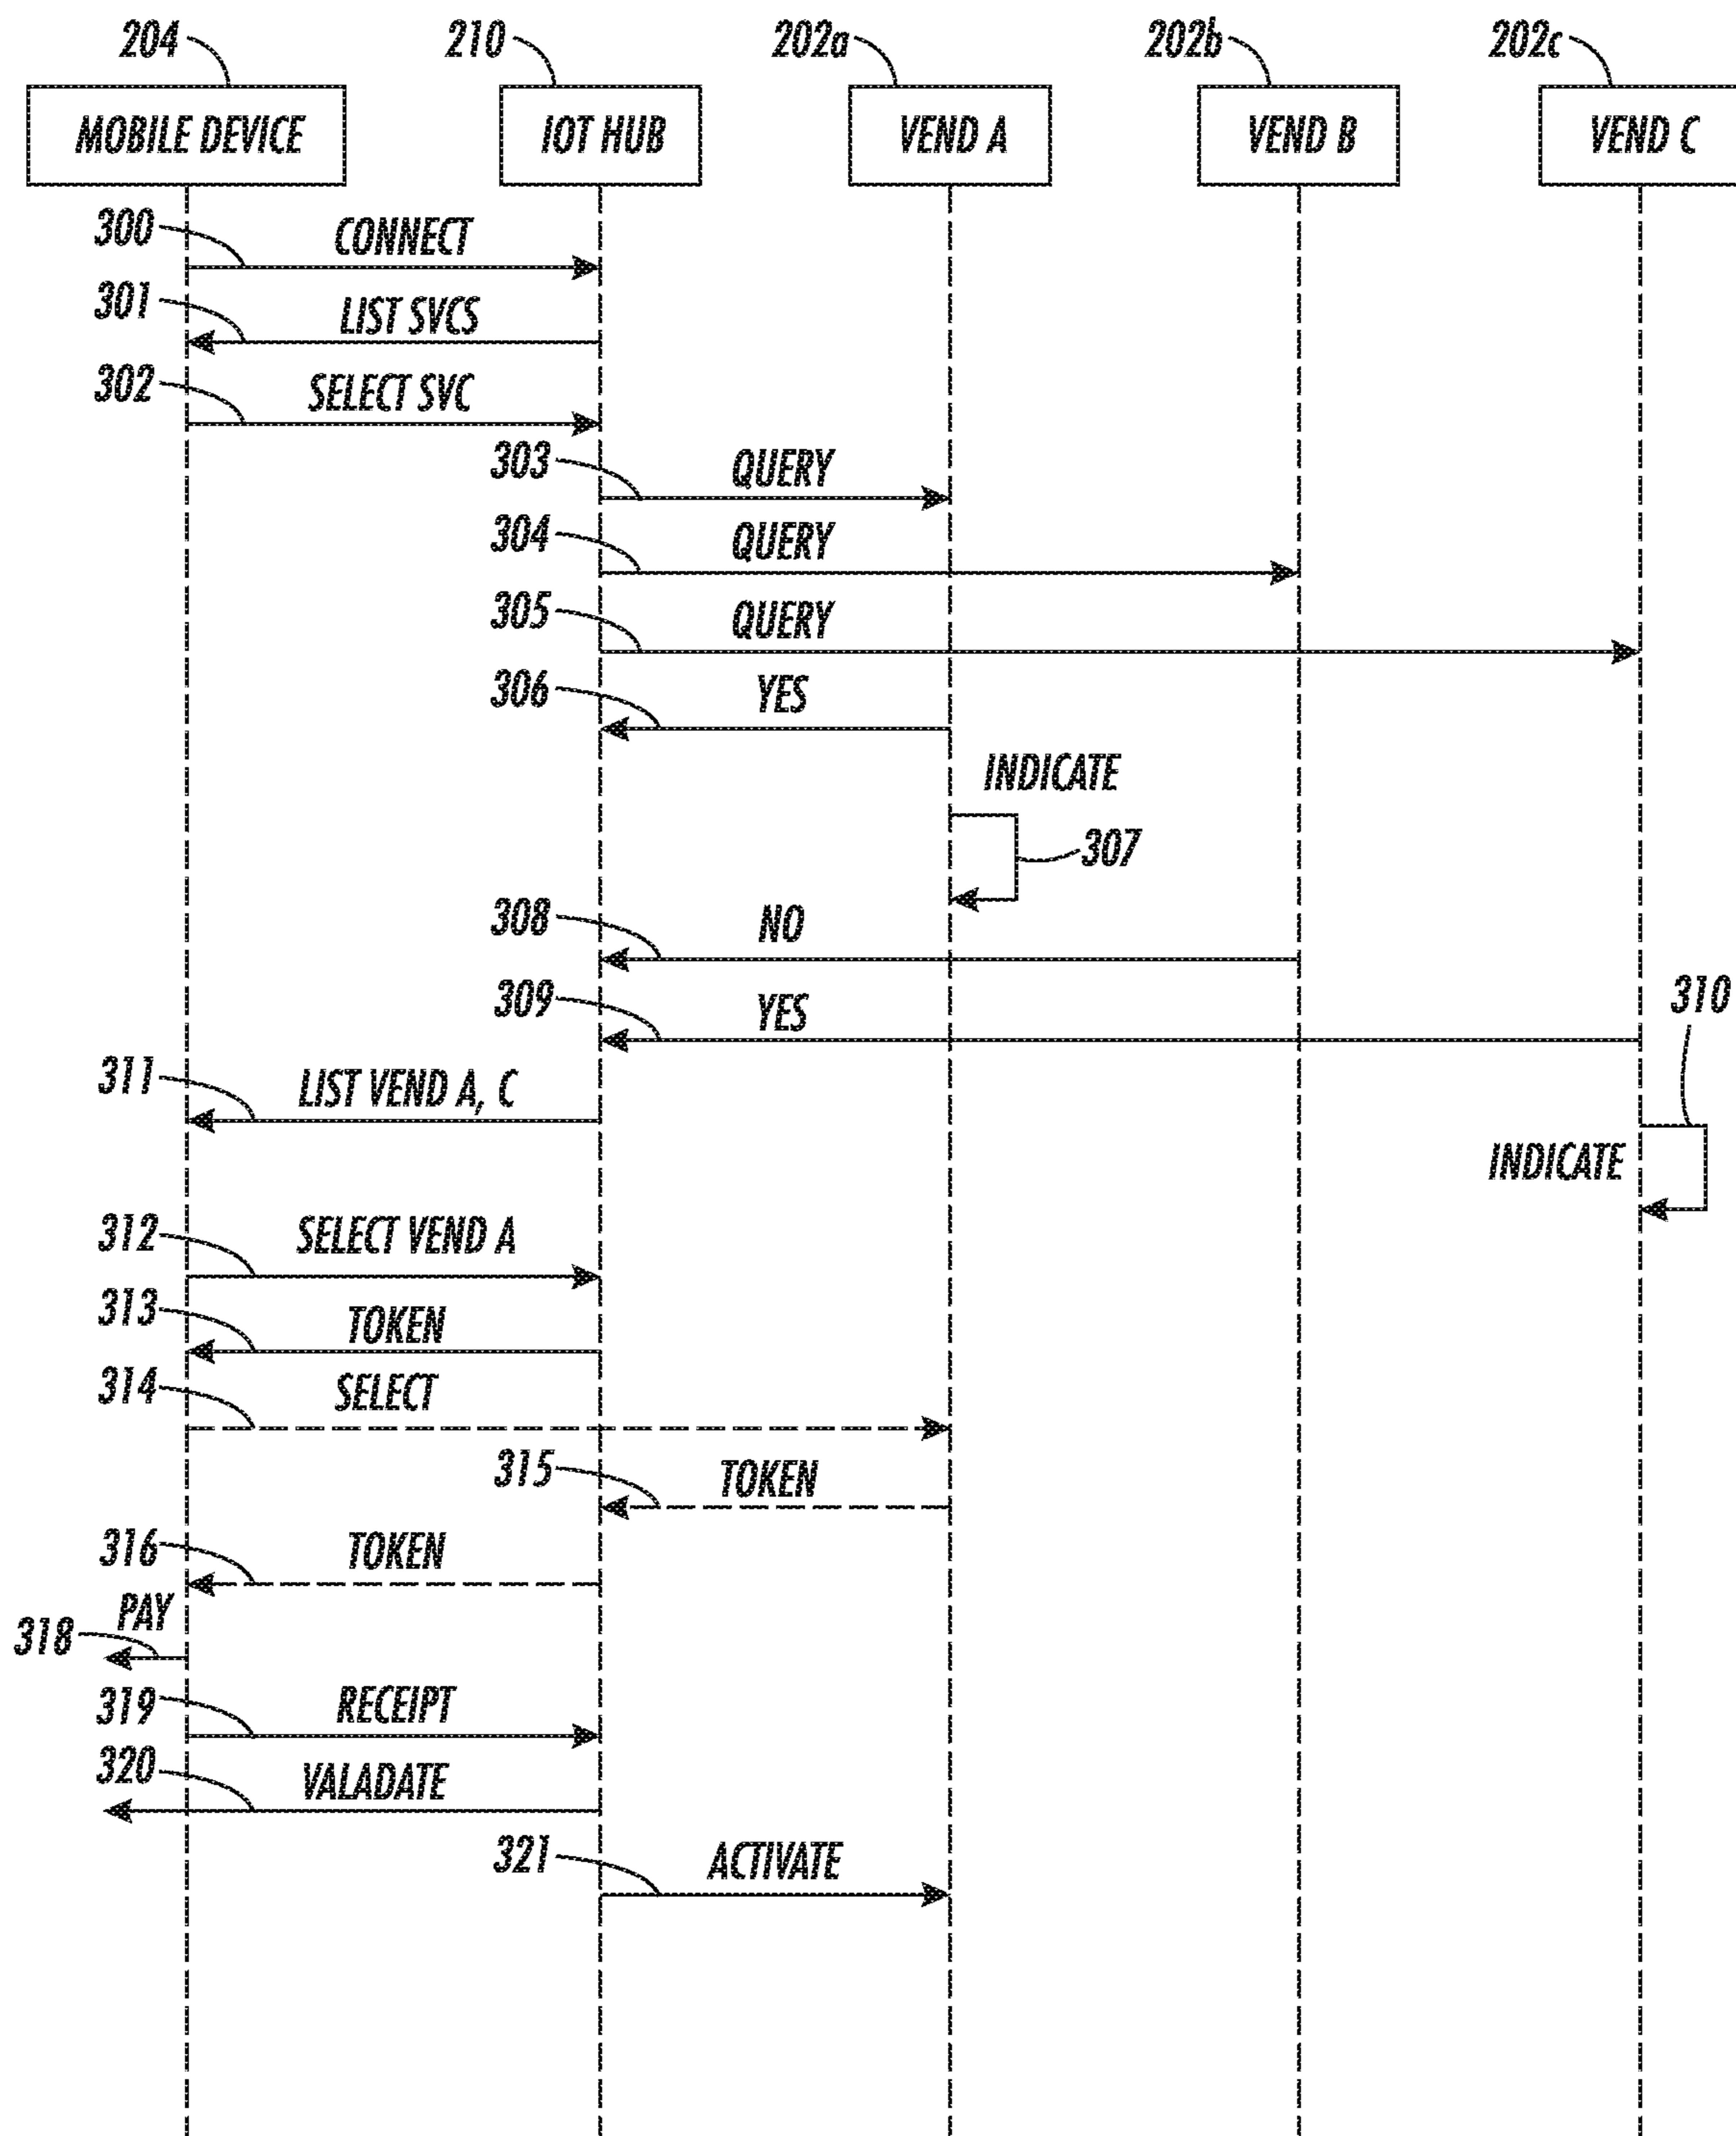 204 210 202a 202b 202c
MOBILE DEVICE IOT HUB VEND A VEND B VEND C
300 CONNECT
301 LIST SVCS
302 SELECT SVC
303 QUERY
304 QUERY
305 QUERY
306 YES
INDICATE
307
308 NO
309 YES
310
311 LIST VEND A, C
INDICATE
312 SELECT VEND A
313 TOKEN
314 SELECT
315 TOKEN
316 TOKEN
PAY
318
319 RECEIPT
320 VALADATE
321 ACTIVATE